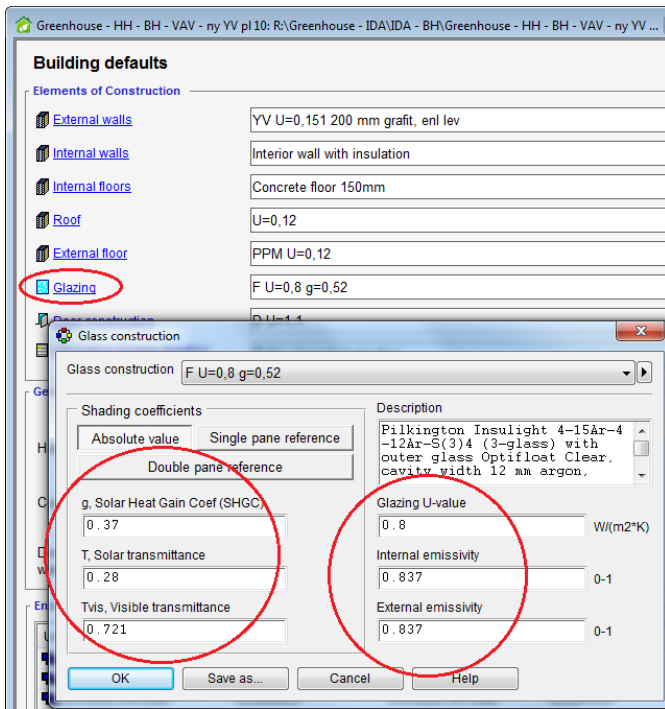 Greenhouse - HH - BH - VAV - ny YV pl 10: R:\Greenhouse - IDA\IDA - BH\Greenhouse - HH - BH - VAV - ny YV ...
Building defaults
Elements of Construction
External walls YV U=0,151 200 mm grafit, enl lev
Internal walls Interior wall with insulation
Internal floors Concrete floor 150mm
Roof U=0,12
External floor PPM U=0,12
Glazing F U=0,8 g=0,52
Door construction D U=1,1
Glass construction
Glass construction F U=0,8 g=0,52
Shading coefficients
Absolute value Single pane reference
Double pane reference
Description
Pilkington Insulight 4-15Ar-4
-12Ar-S(3)4 (3-glass) with
outer glass Optifloat Clear,
cavity width 12 mm argon,
g, Solar Heat Gain Coef (SHGC)
0.37
T, Solar transmittance
0.28
Tvis, Visible transmittance
0.721
Glazing U-value
0.8 W/(m2*K)
Internal emissivity
0.837 0-1
External emissivity
0.837 0-1
OK Save as... Cancel Help